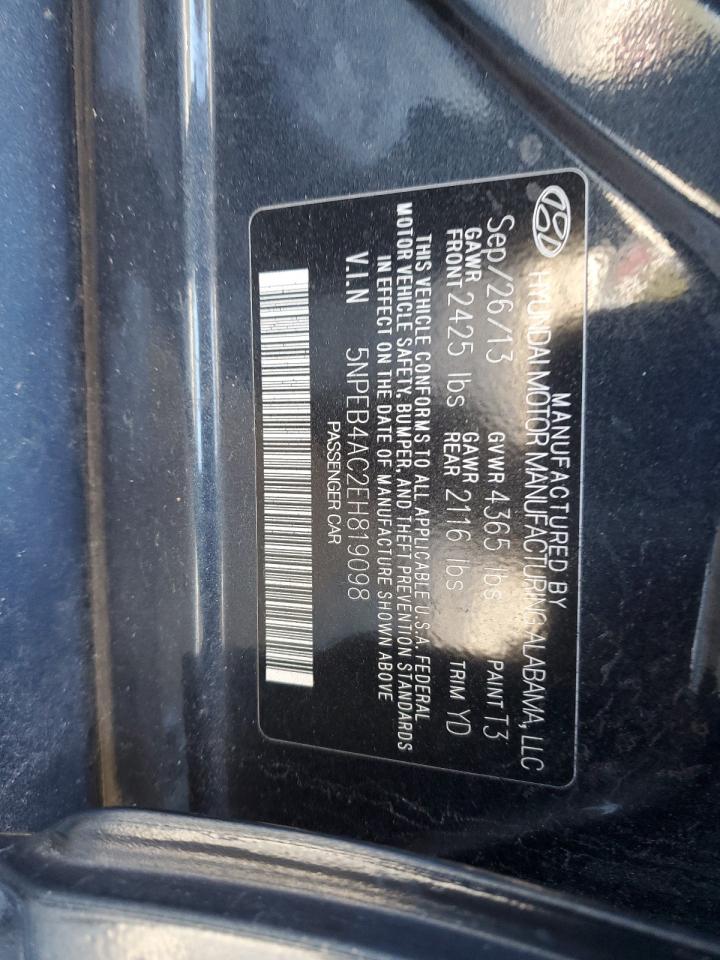 MANUFACTURED BY
HYUNDAI MOTOR MANUFACTURING ALABAMA, LLC
Sep/26/13 GVWR 4365 lbs PAINT T3
GAWR FRONT 2425 lbs GAWR REAR 2116 lbs TRIM YD
THIS VEHICLE CONFORMS TO ALL APPLICABLE U.S.A. FEDERAL
MOTOR VEHICLE SAFETY, BUMPER, AND THEFT PREVENTION STANDARDS
IN EFFECT ON THE DATE OF MANUFACTURE SHOWN ABOVE
V.I.N 5NPEB4AC2EH819098
PASSENGER CAR